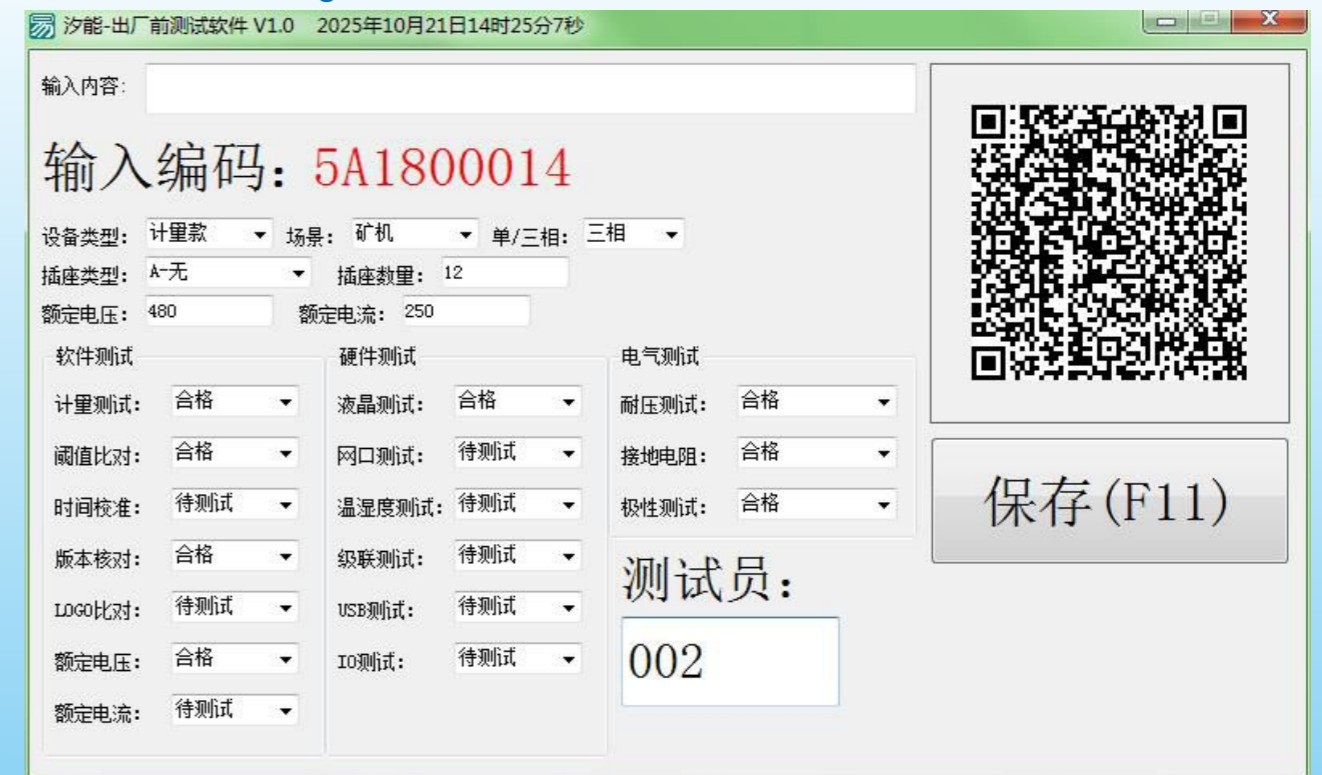 易 汐能-出厂前测试软件 V1.0 2025年10月21日14时25分7秒
输入内容:
输入编码: 5A1800014
设备类型: 计量款 场景: 矿机 单/三相: 三相
插座类型: A-无 插座数量: 12
额定电压: 480 额定电流: 250
软件测试 硬件测试 电气测试
计量测试: 合格 液晶测试: 合格 耐压测试: 合格
阈值比对: 合格 网口测试: 待测试 接地电阻: 合格
时间校准: 待测试 温湿度测试: 待测试 极性测试: 合格
保存(F11)
版本核对: 合格 级联测试: 待测试
测试员:
LOGO比对: 待测试 USB测试: 待测试
002
额定电压: 合格 IO测试: 待测试
额定电流: 待测试